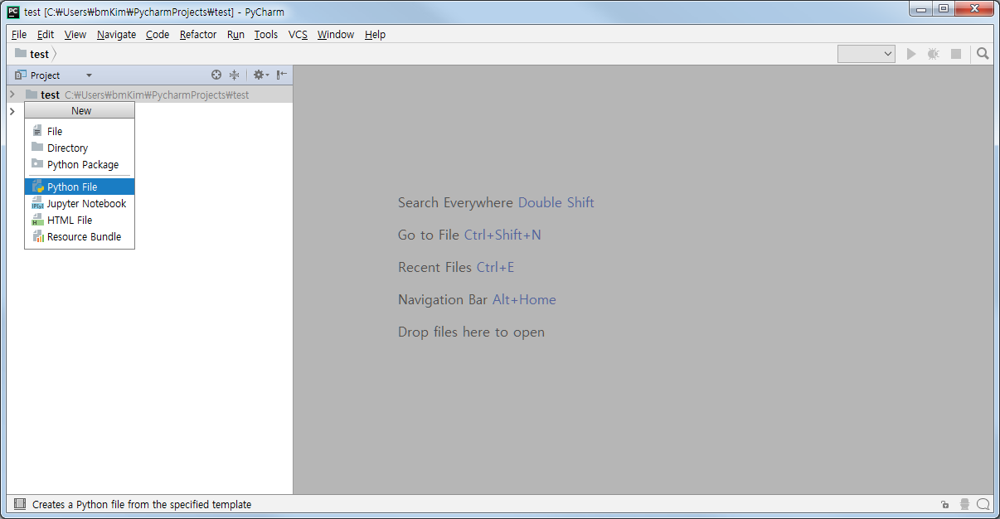 test [C:₩Users₩bmKim₩PycharmProjects₩test] - PyCharm
File Edit View Navigate Code Refactor Run Tools VCS Window Help
test
Project
test C:₩Users₩bmKim₩PycharmProjects₩test
New
File
Directory
Python Package
Python File
Jupyter Notebook
HTML File
Resource Bundle
Search Everywhere Double Shift
Go to File Ctrl+Shift+N
Recent Files Ctrl+E
Navigation Bar Alt+Home
Drop files here to open
Creates a Python file from the specified template